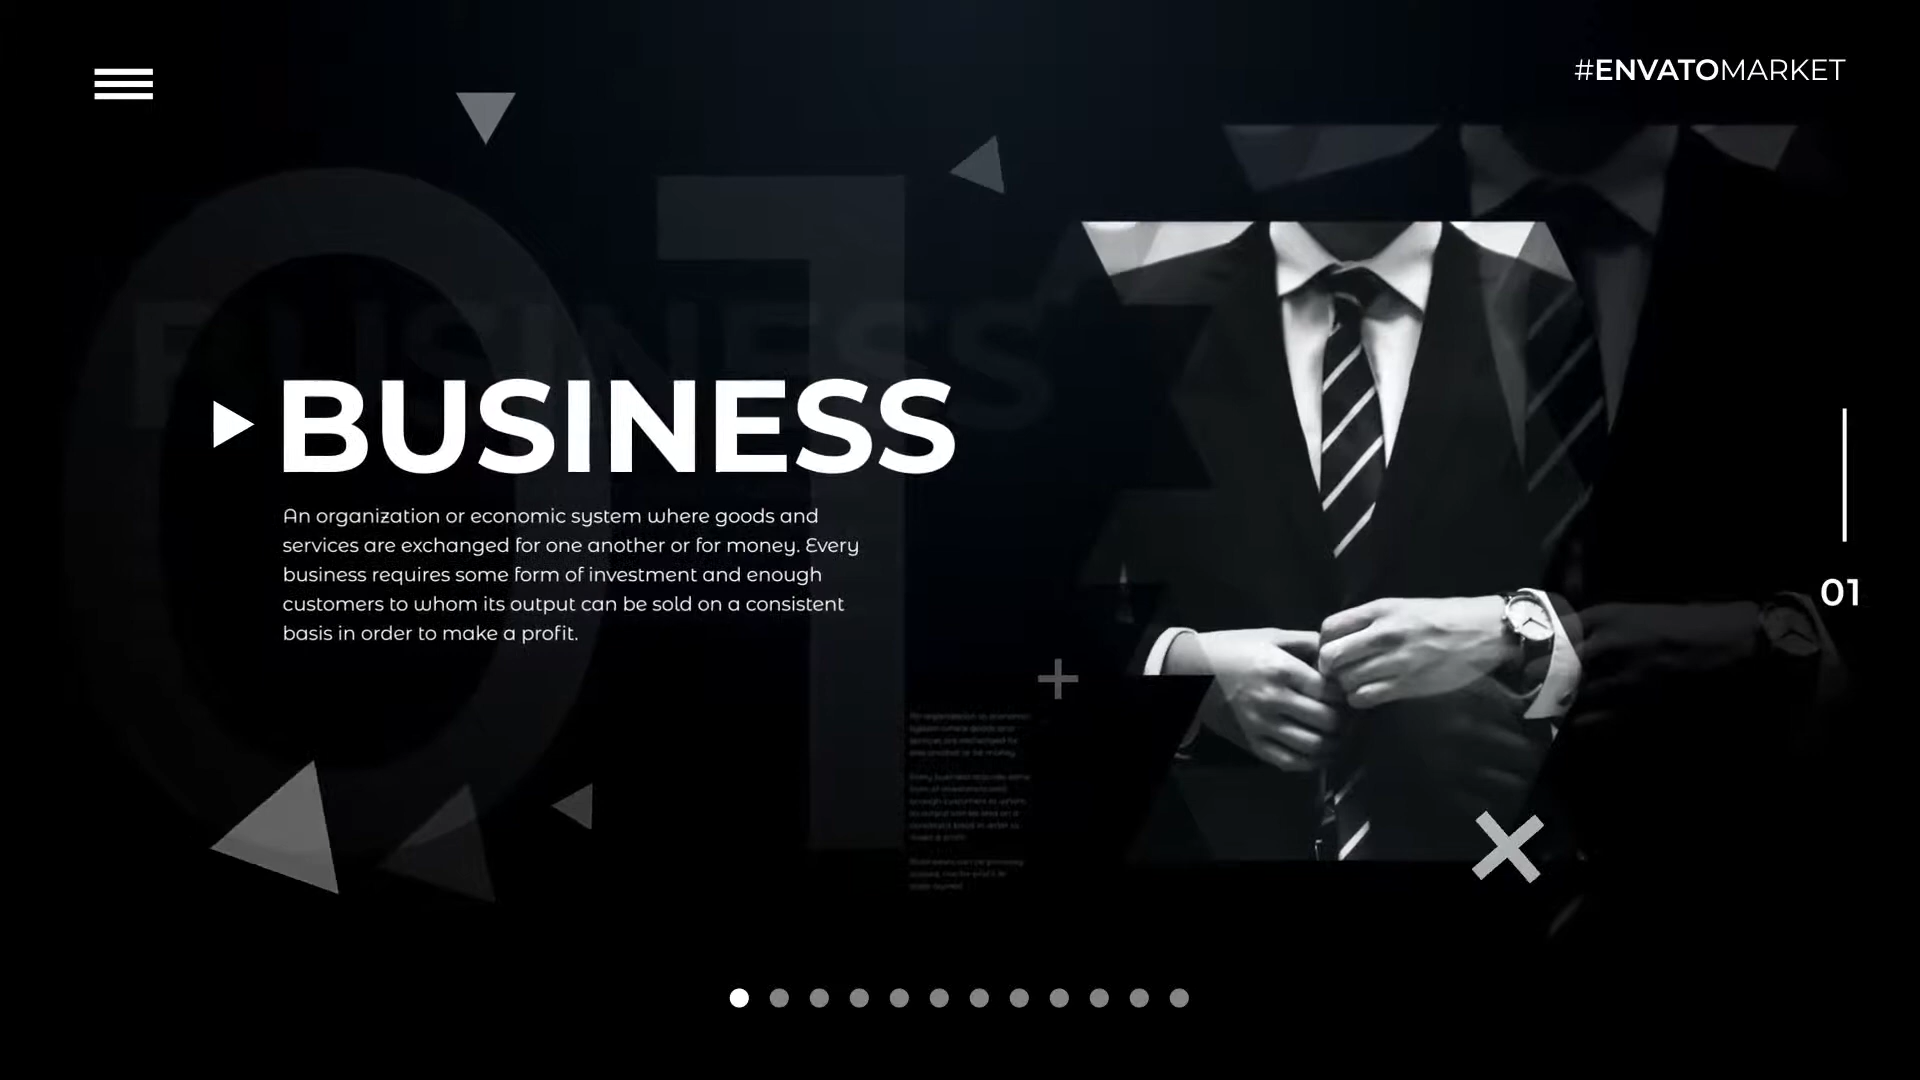 #ENVATOMARKET
01
BUSINESS
BUSINESS
An organization or economic system where goods and
services are exchanged for one another or for money. Every
business requires some form of investment and enough
customers to whom its output can be sold on a consistent
basis in order to make a profit.
01